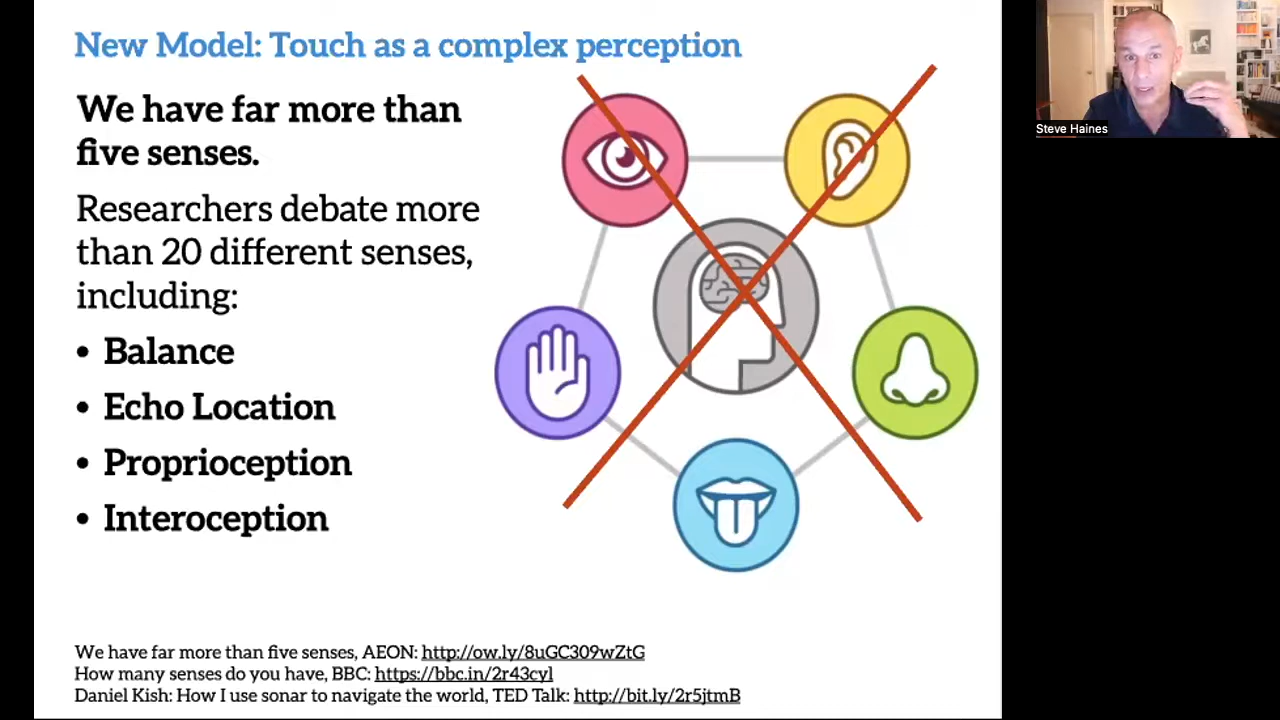 New Model: Touch as a complex perception
We have far more than
five senses.
Researchers debate more
than 20 different senses,
including:
• Balance
• Echo Location
• Proprioception
• Interoception
We have far more than five senses, AEON: http://ow.ly/8uGC309wZtG
How many senses do you have, BBC: https://bbc.in/2r43cyl
Daniel Kish: How I use sonar to navigate the world, TED Talk: http://bit.ly/2r5jtmB
Steve Haines